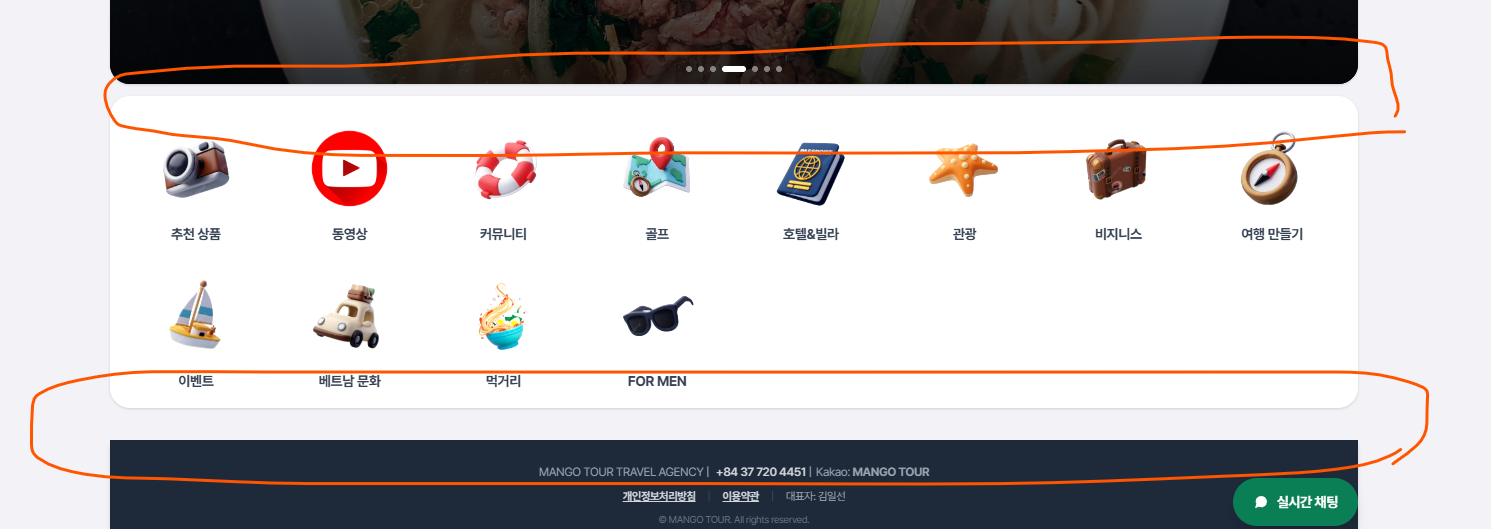 PASSPORT
추천 상품
동영상
커뮤니티
골프
호텔&빌라
관광
비지니스
여행 만들기
이벤트
베트남 문화
먹거리
FOR MEN
MANGO TOUR TRAVEL AGENCY | +84 37 720 4451 | Kakao: MANGO TOUR
개인정보처리방침 | 이용약관 | 대표자: 김일선
실시간 채팅
© MANGO TOUR. All rights reserved.